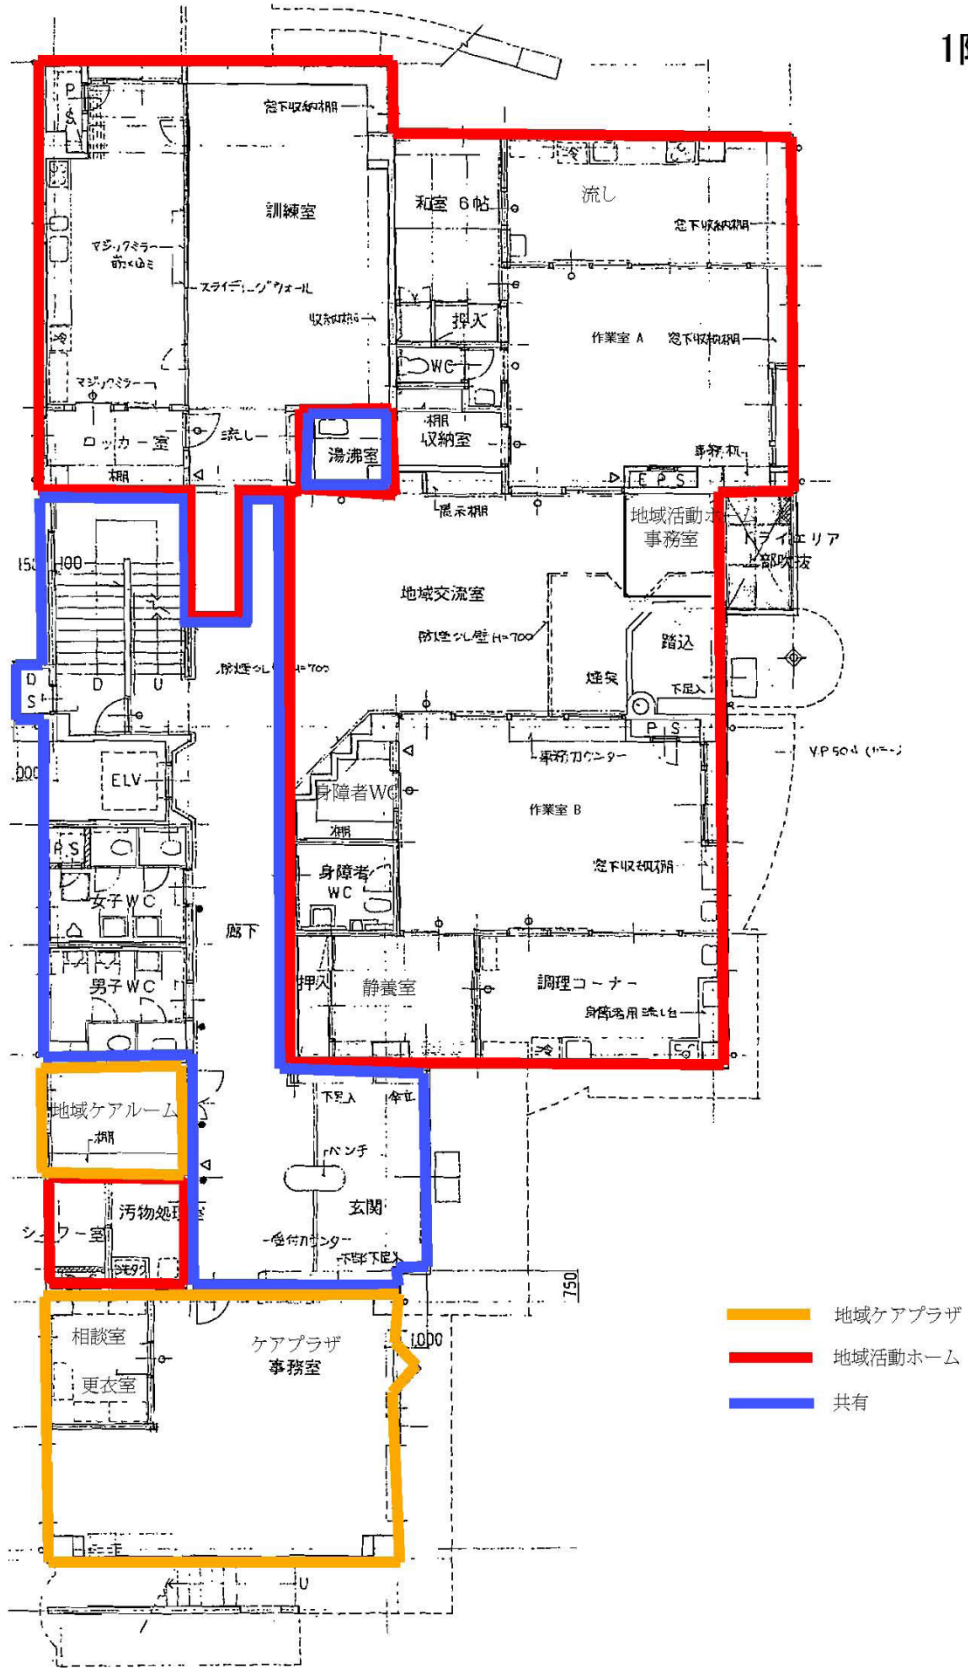 1階
P
S
窓下収納棚
訓練室
マジックミラー
嵌め込ミ
スライディングウォール
収納棚
冷
マジックミラー
ロッカー室
棚
流し
湯沸室
和室 6帖
押入
WC
棚
収納室
冷
流し
窓下収納棚
作業室 A
窓下収納棚
事務机
EPS
展示棚
地域活動ホーム
事務室
ドライエリア
上部吹抜
地域交流室
防煙タレ壁 H=700
踏込
下足入
PS
100
防煙タレ壁 H=700
D
U
D
S
ELV
PS
女子WC
男子WC
廊下
身障者WC
棚
身障者
WC
事務カウンター
作業室 B
窓下収納棚
押入
静養室
調理コーナー
身障者用流し台
冷
地域ケアルーム
棚
シャワー室
汚物処理室
下足入
傘立
ベンチ
玄関
受付カウンター
下足入
750
1,000
相談室
更衣室
ケアプラザ
事務室
U
地域ケアプラザ
地域活動ホーム
共有